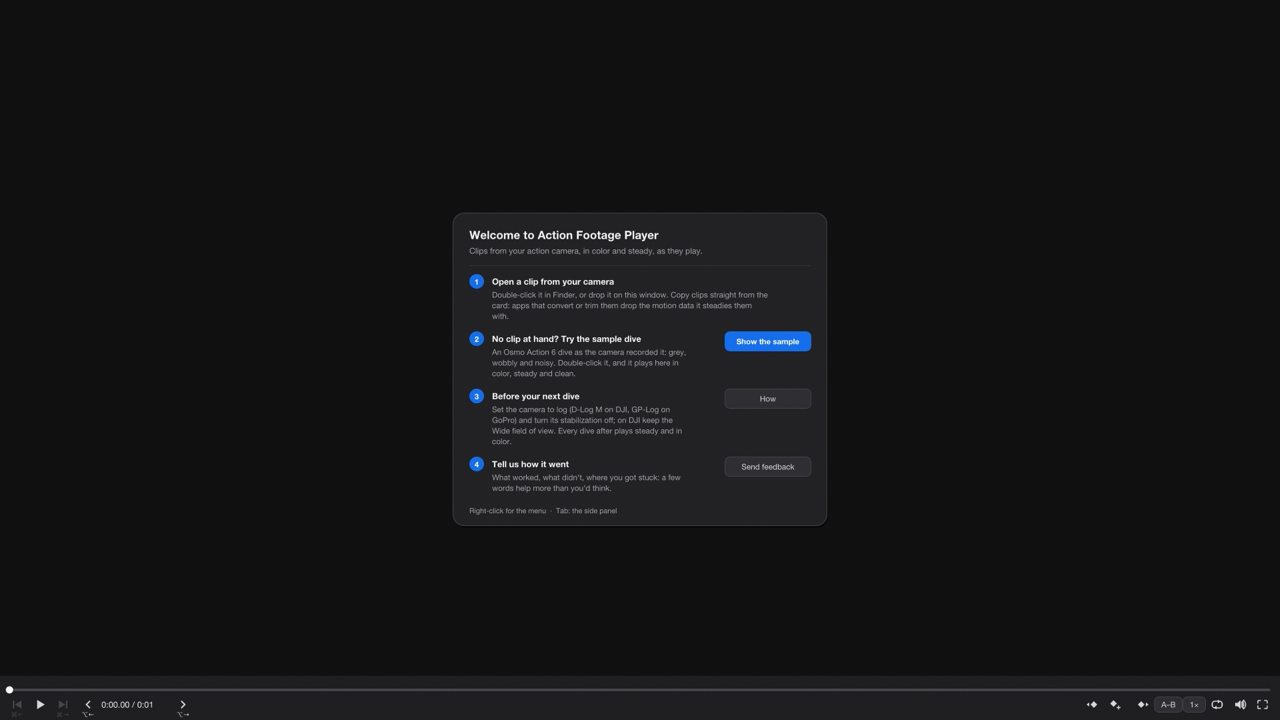 Welcome to Action Footage Player
Clips from your action camera, in color and steady, as they play.
1
Open a clip from your camera
Double-click it in Finder, or drop it on this window. Copy clips straight from the
card: apps that convert or trim them drop the motion data it steadies them
with.
2
No clip at hand? Try the sample dive
An Osmo Action 6 dive as the camera recorded it: grey,
wobbly and noisy. Double-click it, and it plays here in
color, steady and clean.
Show the sample
3
Before your next dive
Set the camera to log (D-Log M on DJI, GP-Log on
GoPro) and turn its stabilization off; on DJI keep the
Wide field of view. Every dive after plays steady and in
color.
How
4
Tell us how it went
What worked, what didn't, where you got stuck: a few
words help more than you'd think.
Send feedback
Right-click for the menu · Tab: the side panel
0:00.00 / 0:01
A–B
1×
⌘←
⌘→
⌥←
⌥→